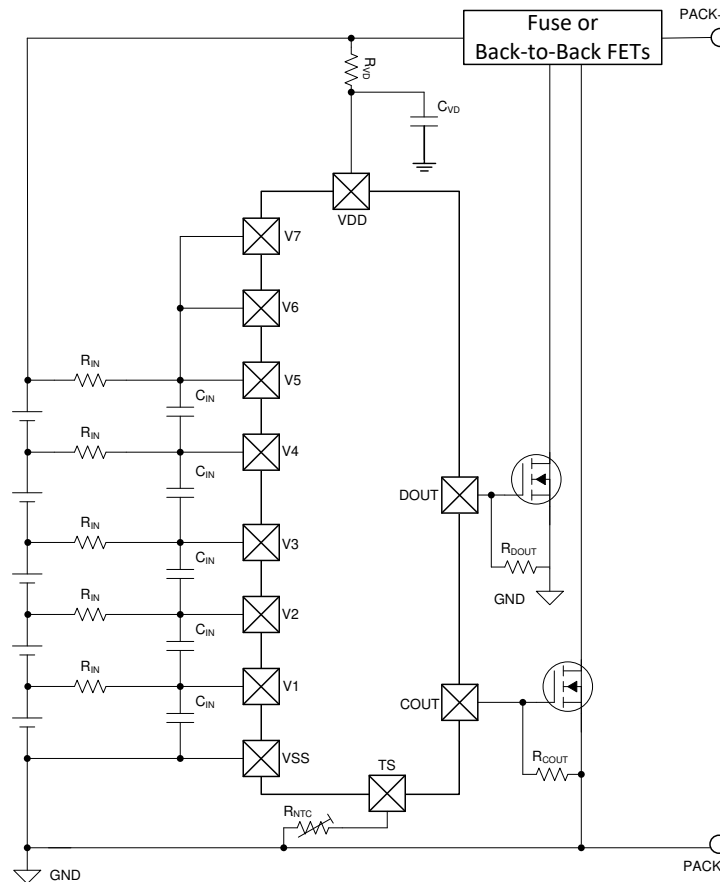 Fuse or
Back-to-Back FETs
PACK-
RVD
CVD
VDD
V7
V6
RIN
V5
CIN
RIN
V4
CIN
DOUT
RIN
V3
RDOUT
CIN
GND
RIN
V2
CIN
RIN
V1
COUT
CIN
VSS
TS
RCOUT
RNTC
GND
PACK-